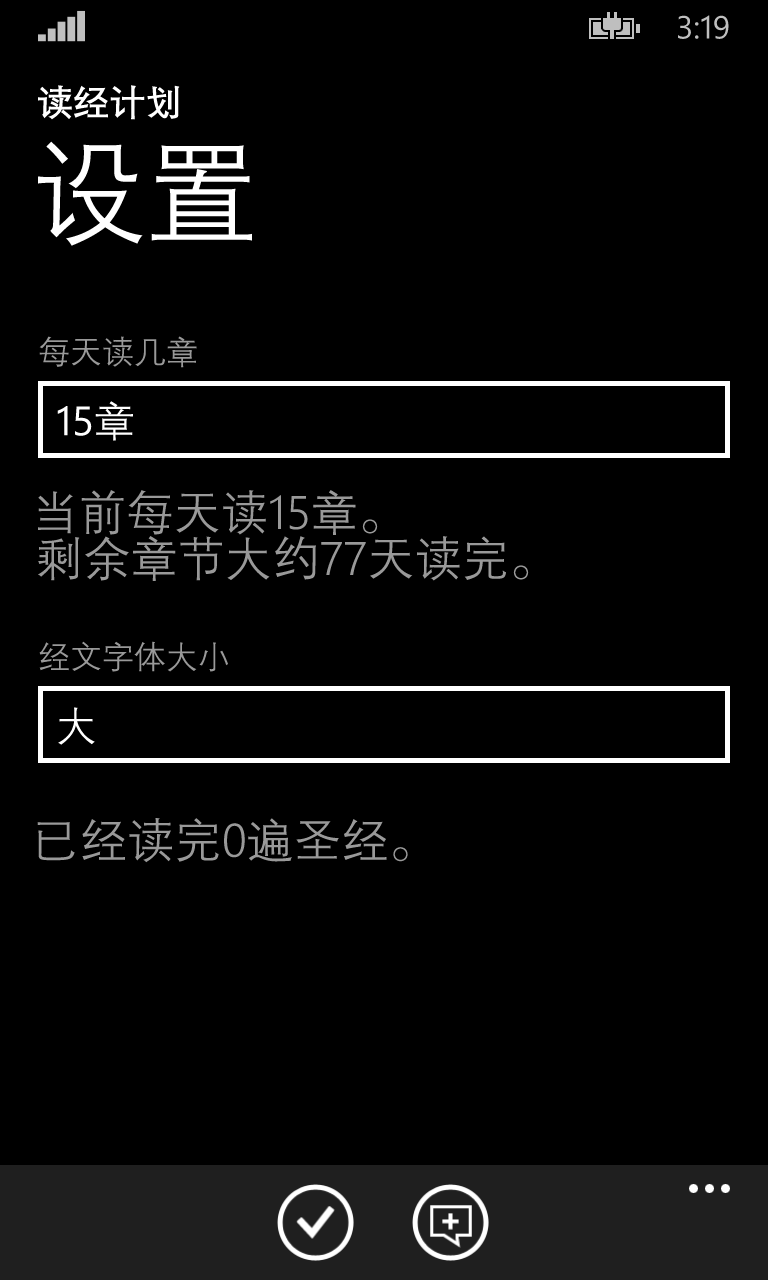 3:19
读经计划
设置
每天读几章
15章
当前每天读15章。
剩余章节大约77天读完。
经文字体大小
大
已经读完0遍圣经。